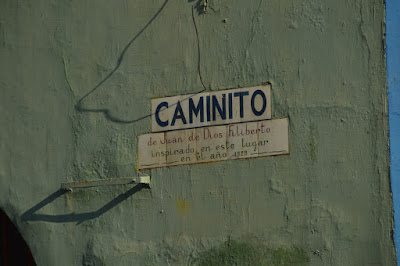 CAMINITO
de Juan de Dios Filiberto
inspirado en este lugar
en el año